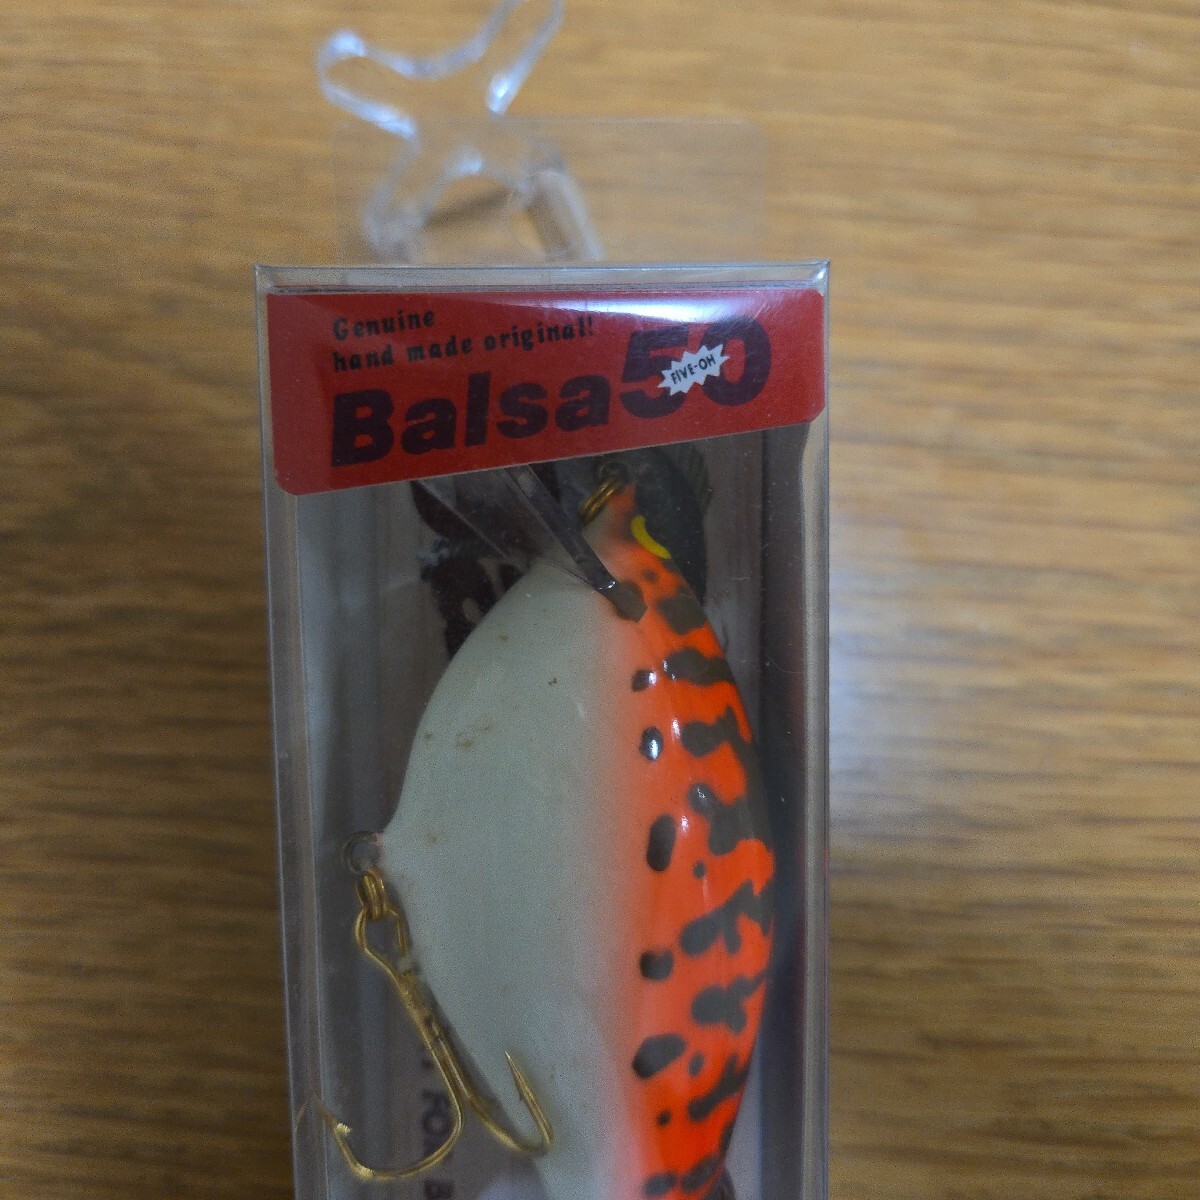 Genuine
hand made original!
Balsa 50
FIVE-OH